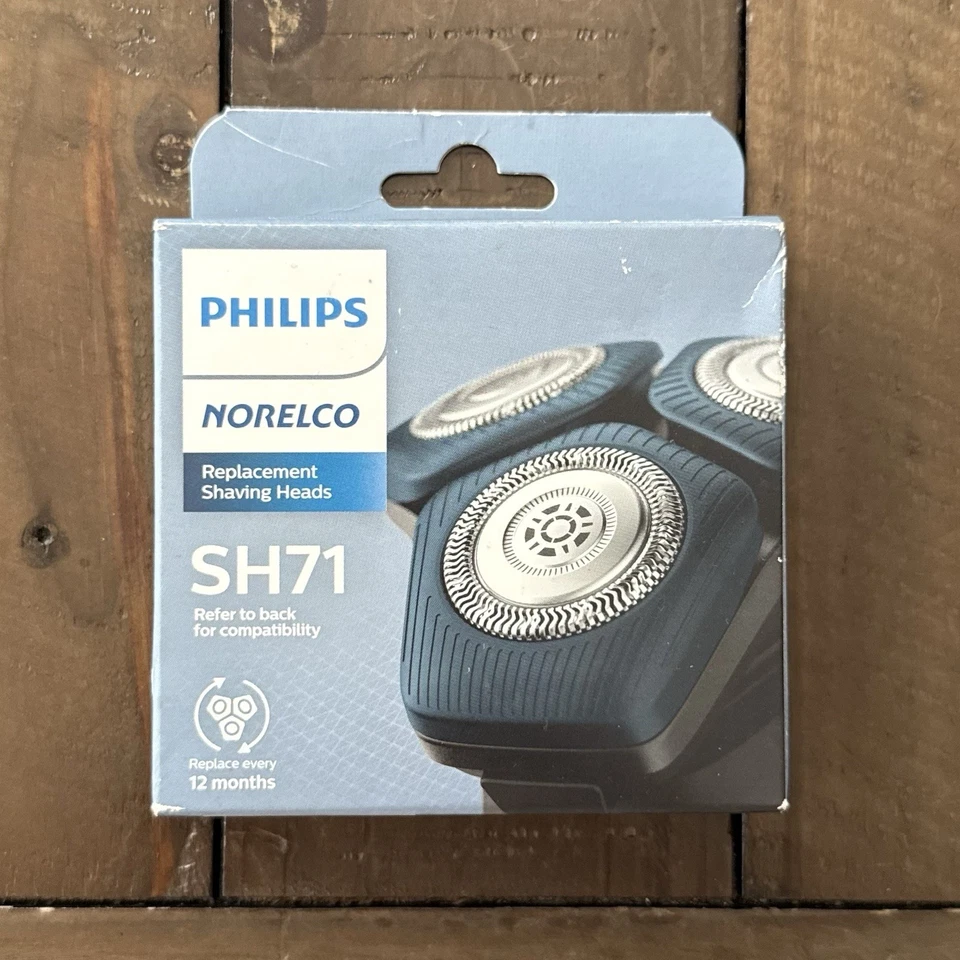 PHILIPS
NORELCO
Replacement
Shaving Heads
SH71
Refer to back
for compatibility
Replace every
12 months